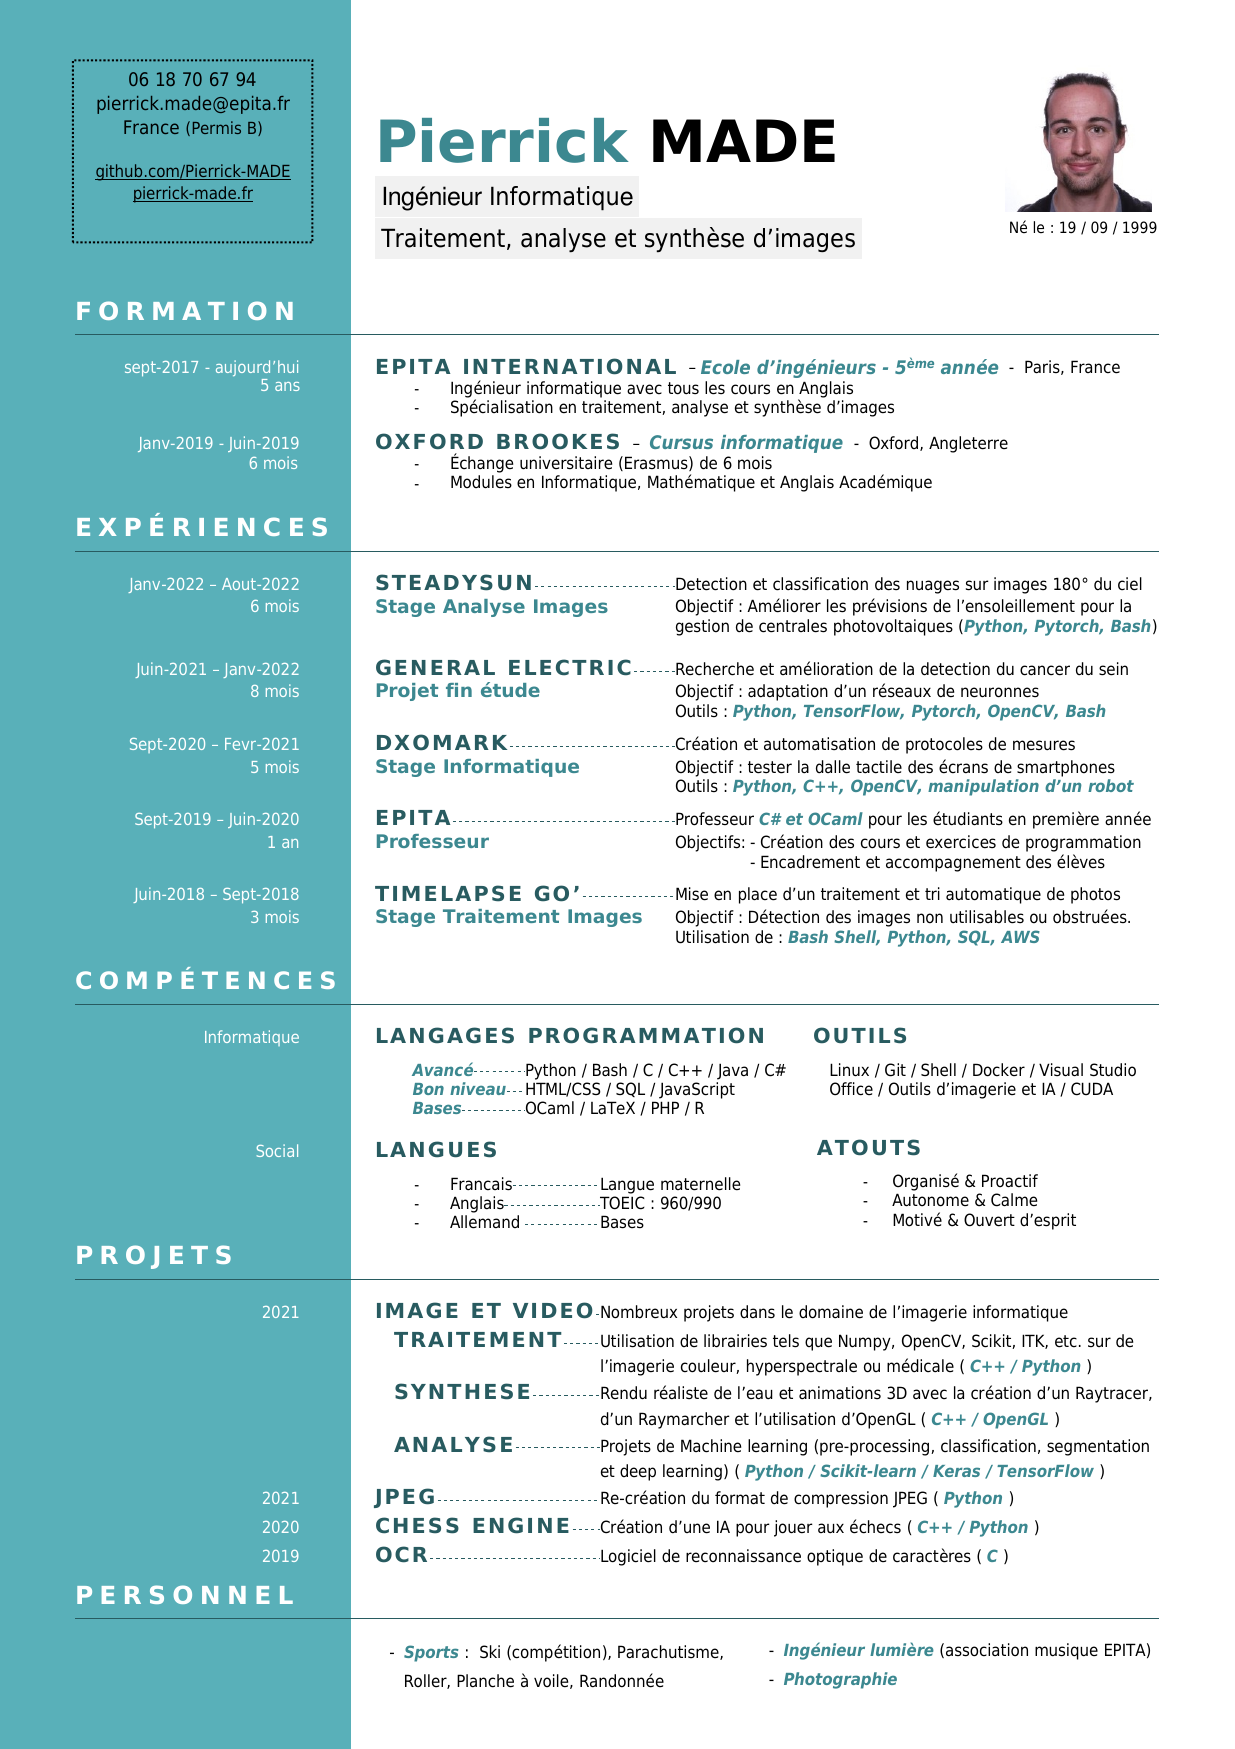 06 18 70 67 94
pierrick.made@epita.fr
France (Permis B)
github.com/Pierrick-MADE
pierrick-made.fr
Pierrick MADE
Ingénieur Informatique
Traitement, analyse et synthèse d’images
Né le : 19 / 09 / 1999
FORMATION
sept-2017 - aujourd’hui
5 ans
EPITA INTERNATIONAL – Ecole d’ingénieurs - 5ème année - Paris, France
- Ingénieur informatique avec tous les cours en Anglais
- Spécialisation en traitement, analyse et synthèse d’images
Janv-2019 - Juin-2019
6 mois
OXFORD BROOKES – Cursus informatique - Oxford, Angleterre
- Échange universitaire (Erasmus) de 6 mois
- Modules en Informatique, Mathématique et Anglais Académique
EXPÉRIENCES
Janv-2022 – Aout-2022
6 mois
STEADYSUN Detection et classification des nuages sur images 180° du ciel
Stage Analyse Images Objectif : Améliorer les prévisions de l’ensoleillement pour la
gestion de centrales photovoltaiques (Python, Pytorch, Bash)
Juin-2021 – Janv-2022
8 mois
GENERAL ELECTRIC Recherche et amélioration de la detection du cancer du sein
Projet fin étude Objectif : adaptation d’un réseaux de neuronnes
Outils : Python, TensorFlow, Pytorch, OpenCV, Bash
Sept-2020 – Fevr-2021
5 mois
DXOMARK Création et automatisation de protocoles de mesures
Stage Informatique Objectif : tester la dalle tactile des écrans de smartphones
Outils : Python, C++, OpenCV, manipulation d’un robot
Sept-2019 – Juin-2020
1 an
EPITA Professeur C# et OCaml pour les étudiants en première année
Professeur Objectifs: - Création des cours et exercices de programmation
- Encadrement et accompagnement des élèves
Juin-2018 – Sept-2018
3 mois
TIMELAPSE GO’ Mise en place d’un traitement et tri automatique de photos
Stage Traitement Images Objectif : Détection des images non utilisables ou obstruées.
Utilisation de : Bash Shell, Python, SQL, AWS
COMPÉTENCES
Informatique
LANGAGES PROGRAMMATION
Avancé Python / Bash / C / C++ / Java / C#
Bon niveau HTML/CSS / SQL / JavaScript
Bases OCaml / LaTeX / PHP / R
OUTILS
Linux / Git / Shell / Docker / Visual Studio
Office / Outils d’imagerie et IA / CUDA
Social
LANGUES
- Francais Langue maternelle
- Anglais TOEIC : 960/990
- Allemand Bases
ATOUTS
- Organisé & Proactif
- Autonome & Calme
- Motivé & Ouvert d’esprit
PROJETS
2021 IMAGE ET VIDEO Nombreux projets dans le domaine de l’imagerie informatique
TRAITEMENT Utilisation de librairies tels que Numpy, OpenCV, Scikit, ITK, etc. sur de
l’imagerie couleur, hyperspectrale ou médicale ( C++ / Python )
SYNTHESE Rendu réaliste de l’eau et animations 3D avec la création d’un Raytracer,
d’un Raymarcher et l’utilisation d’OpenGL ( C++ / OpenGL )
ANALYSE Projets de Machine learning (pre-processing, classification, segmentation
et deep learning) ( Python / Scikit-learn / Keras / TensorFlow )
2021 JPEG Re-création du format de compression JPEG ( Python )
2020 CHESS ENGINE Création d’une IA pour jouer aux échecs ( C++ / Python )
2019 OCR Logiciel de reconnaissance optique de caractères ( C )
PERSONNEL
- Sports : Ski (compétition), Parachutisme,
Roller, Planche à voile, Randonnée
- Ingénieur lumière (association musique EPITA)
- Photographie